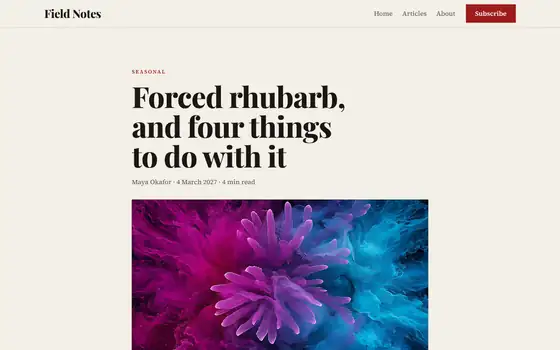 Field Notes
Home Articles About Subscribe
SEASONAL
Forced rhubarb,
and four things
to do with it
Maya Okafor · 4 March 2027 · 4 min read